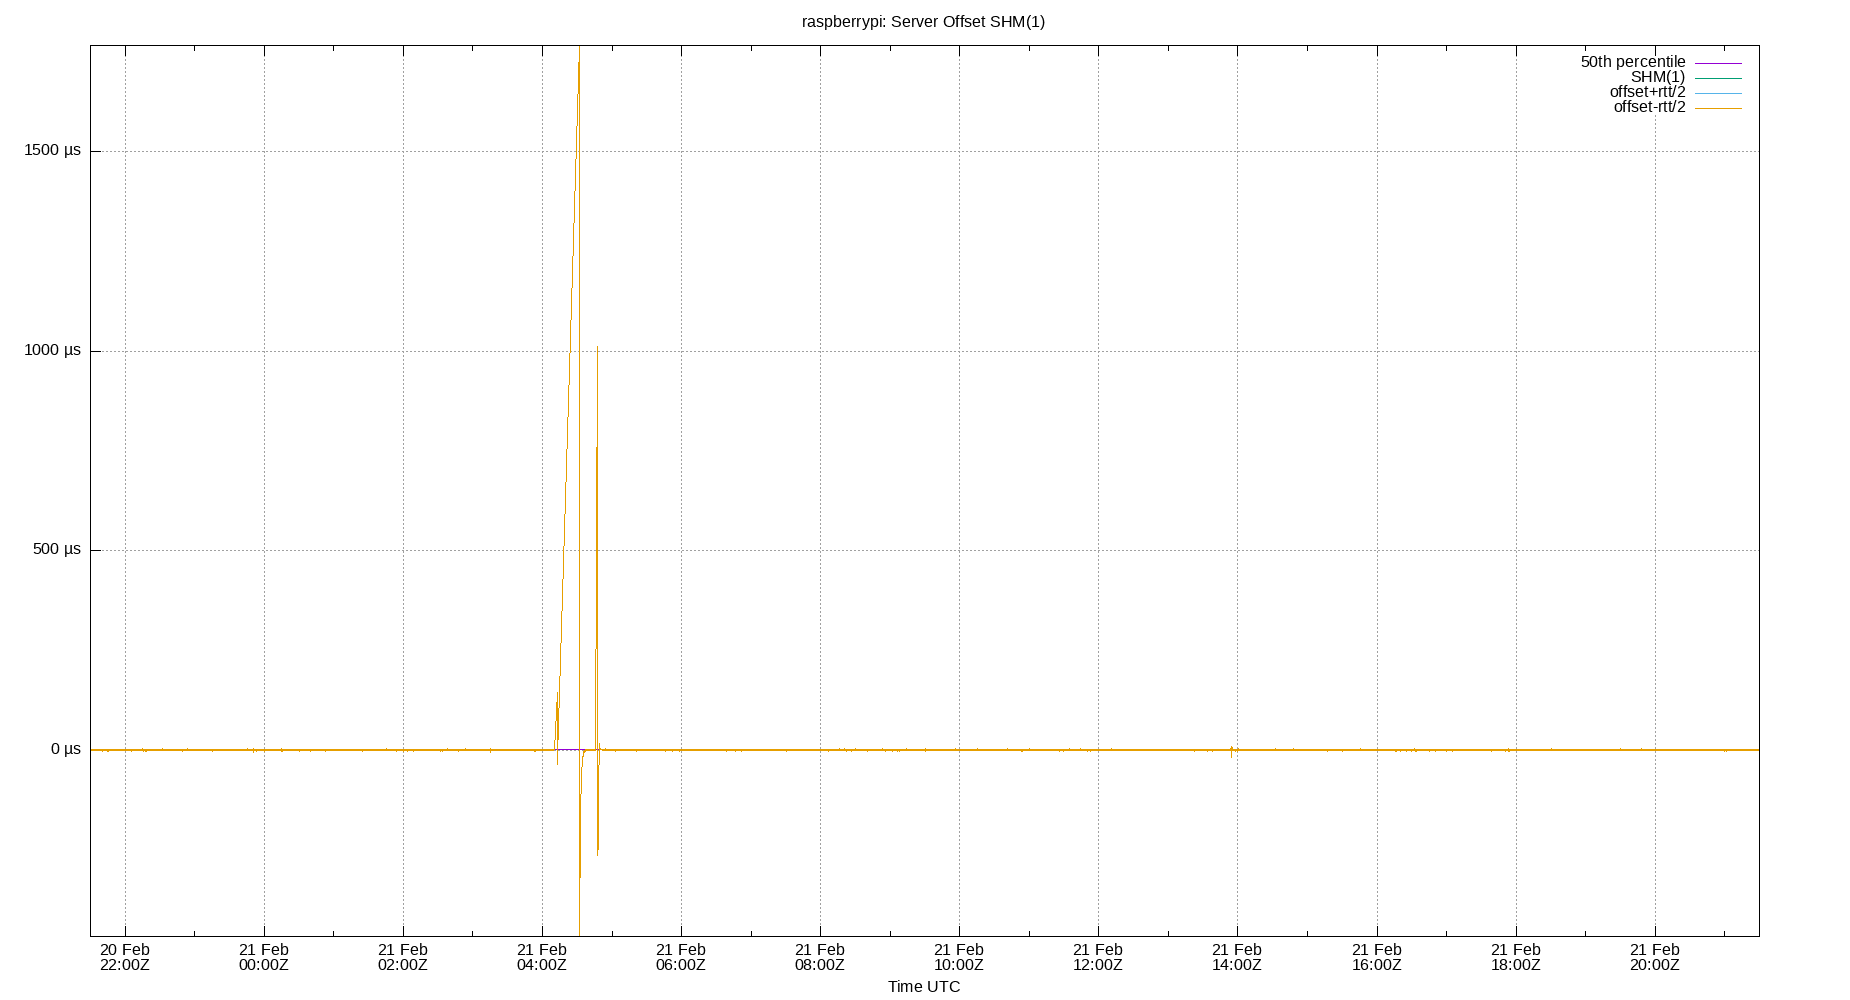 raspberrypi: Server Offset SHM(1)
50th percentile
SHM(1)
offset+rtt/2
offset-rtt/2
1500 µs
1000 µs
500 µs
0 µs
20 Feb 21 Feb 21 Feb 21 Feb 21 Feb 21 Feb 21 Feb 21 Feb 21 Feb 21 Feb 21 Feb 21 Feb
22:00Z 00:00Z 02:00Z 04:00Z 06:00Z 08:00Z 10:00Z 12:00Z 14:00Z 16:00Z 18:00Z 20:00Z
Time UTC